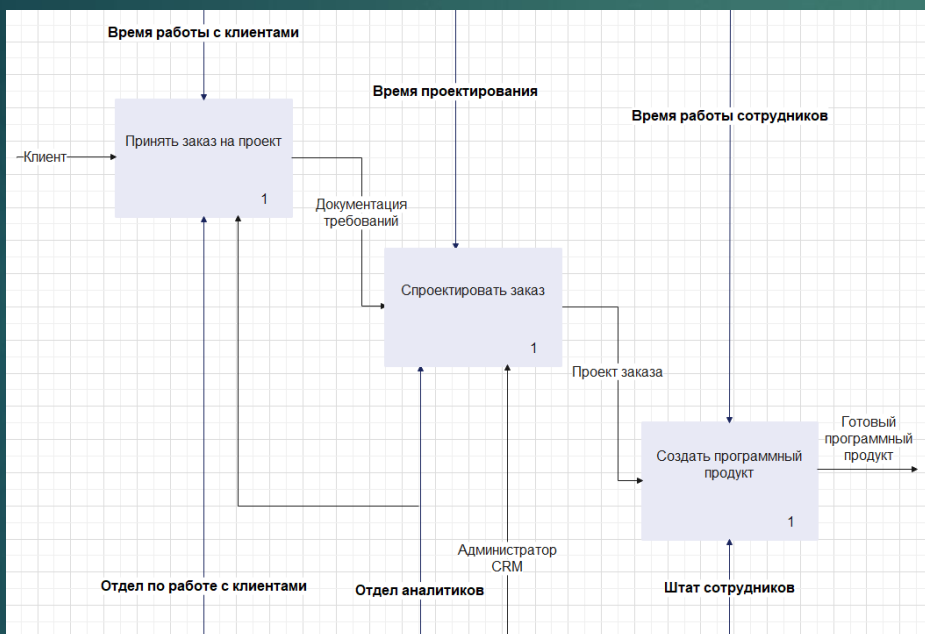 Время работы с клиентами
Время проектирования
Время работы сотрудников
Принять заказ на проект
Клиент
1
Документация
требований
Спроектировать заказ
1
Проект заказа
Готовый
программный
продукт
Создать программный
продукт
1
Администратор
CRM
Отдел по работе с клиентами
Отдел аналитиков
Штат сотрудников